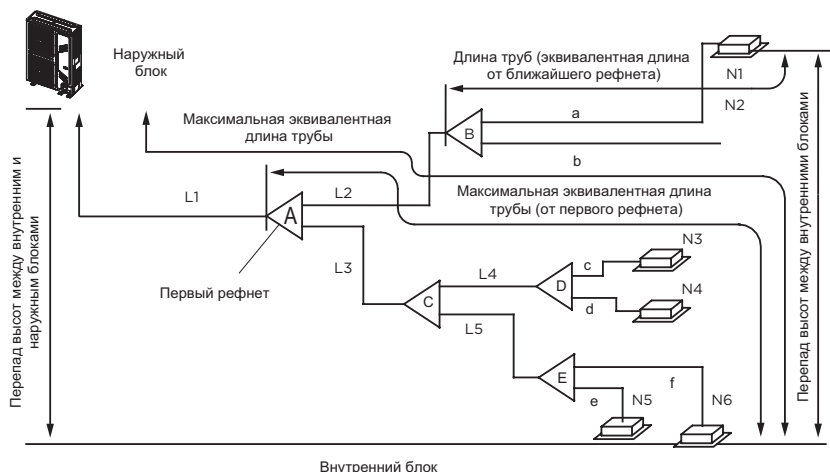 Наружный
блок
Длина труб (эквивалентная длина
от ближайшего рефнета)
N1
N2
a
B
b
Максимальная эквивалентная
длина трубы
L1
L2
A
Максимальная эквивалентная длина
трубы (от первого рефнета)
Первый рефнет
L3
L4
C
D
c
N3
d
N4
L5
E
f
e
N5
N6
Перепад высот между внутренним и
наружным блоками
Перепад высот между внутренними блоками
Внутренний блок